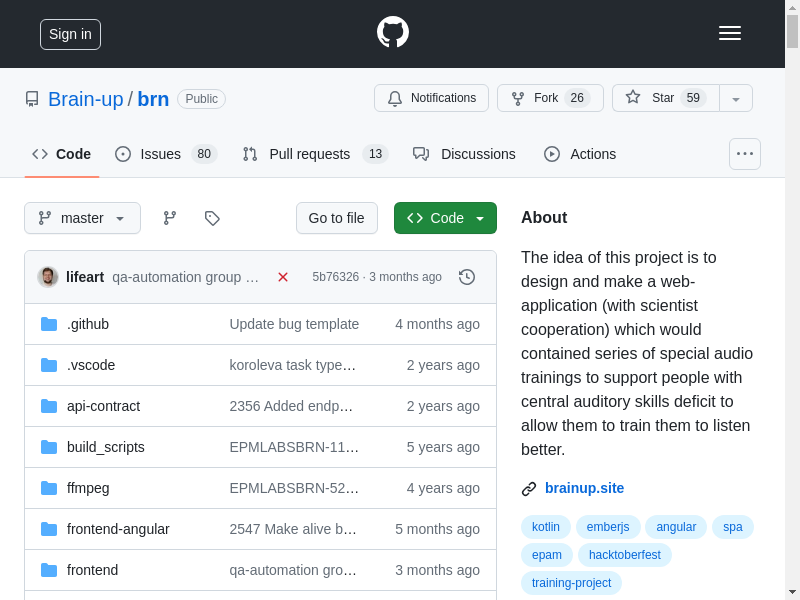 Sign in
Brain-up / brn Public
Notifications
Fork 26
Star 59
Code
Issues 80
Pull requests 13
Discussions
Actions
master
Go to file
Code
lifeart qa-automation group … 5b76326 · 3 months ago
.github Update bug template 4 months ago
.vscode koroleva task type… 2 years ago
api-contract 2356 Added endp… 2 years ago
build_scripts EPMLABSBRN-11… 5 years ago
ffmpeg EPMLABSBRN-52… 4 years ago
frontend-angular 2547 Make alive b… 5 months ago
frontend qa-automation gro… 3 months ago
About
The idea of this project is to
design and make a web-
application (with scientist
cooperation) which would
contained series of special audio
trainings to support people with
central auditory skills deficit to
allow them to train them to listen
better.
brainup.site
kotlin emberjs angular spa
epam hacktoberfest
training-project